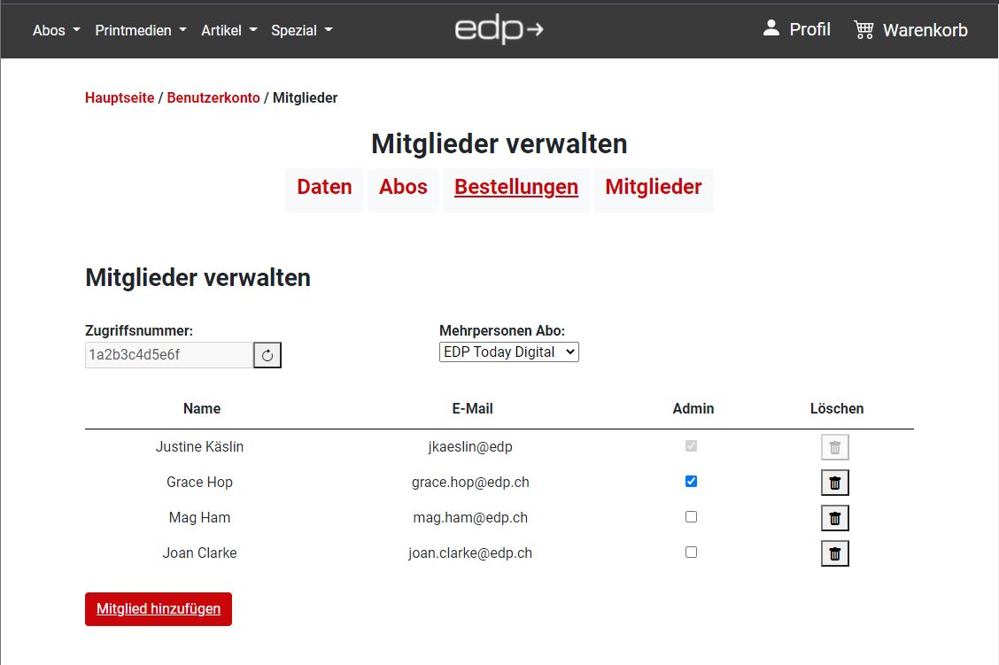 Abos Printmedien Artikel Spezial edp→ Profil Warenkorb
Hauptseite / Benutzerkonto / Mitglieder
Mitglieder verwalten
Daten Abos Bestellungen Mitglieder
Mitglieder verwalten
Zugriffsnummer: Mehrpersonen Abo:
1a2b3c4d5e6f EDP Today Digital
Name E-Mail Admin Löschen
Justine Käslin jkaeslin@edp
Grace Hop grace.hop@edp.ch
Mag Ham mag.ham@edp.ch
Joan Clarke joan.clarke@edp.ch
Mitglied hinzufügen